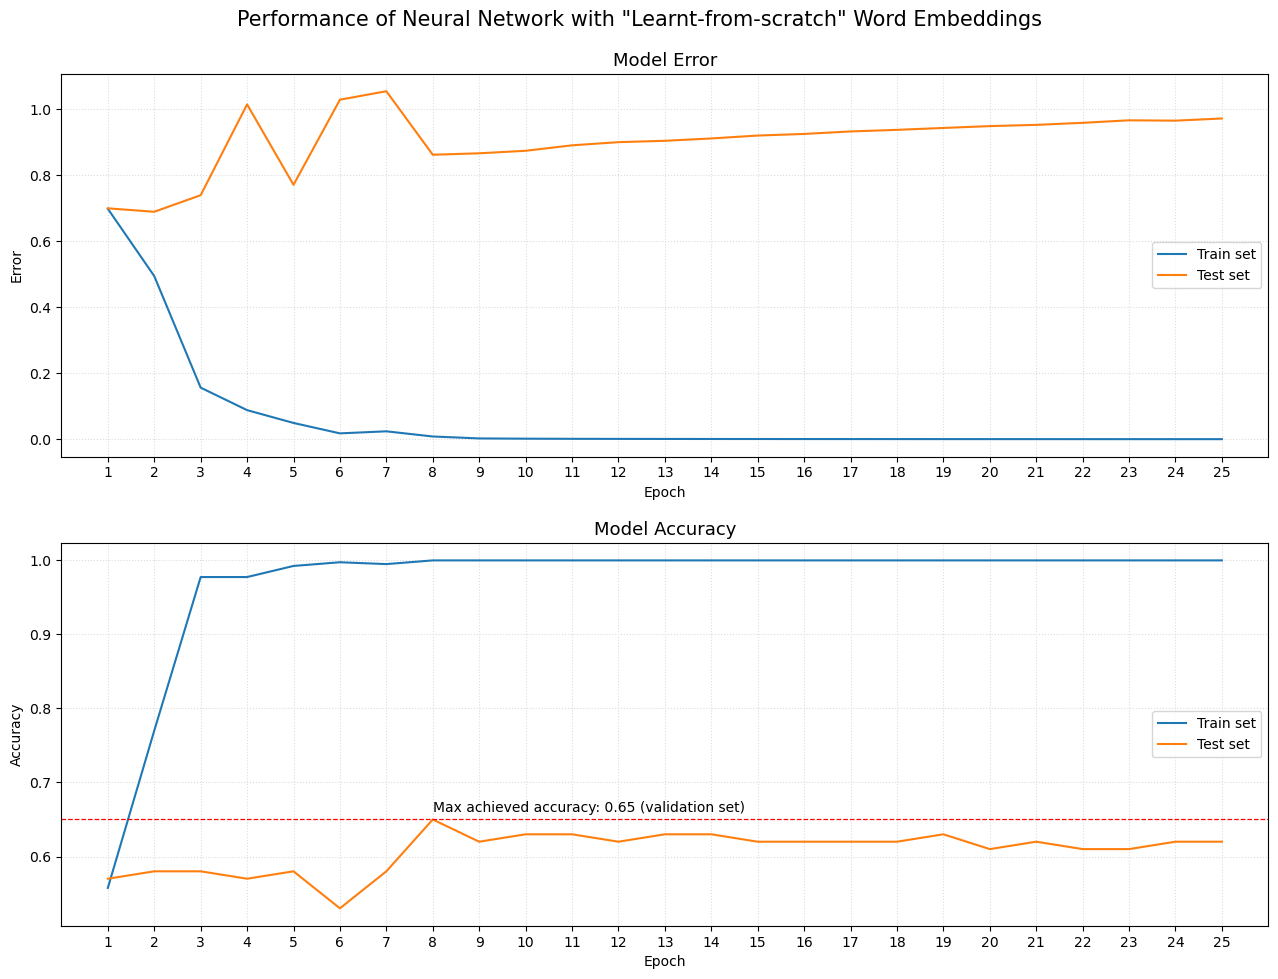 Performance of Neural Network with "Learnt-from-scratch" Word Embeddings
Model Error
1.0
0.8
0.6
0.4
0.2
0.0
Error
Train set
Test set
1 2 3 4 5 6 7 8 9 10 11 12 13 14 15 16 17 18 19 20 21 22 23 24 25
Epoch
Model Accuracy
1.0
0.9
0.8
0.7
0.6
Accuracy
Train set
Test set
Max achieved accuracy: 0.65 (validation set)
1 2 3 4 5 6 7 8 9 10 11 12 13 14 15 16 17 18 19 20 21 22 23 24 25
Epoch